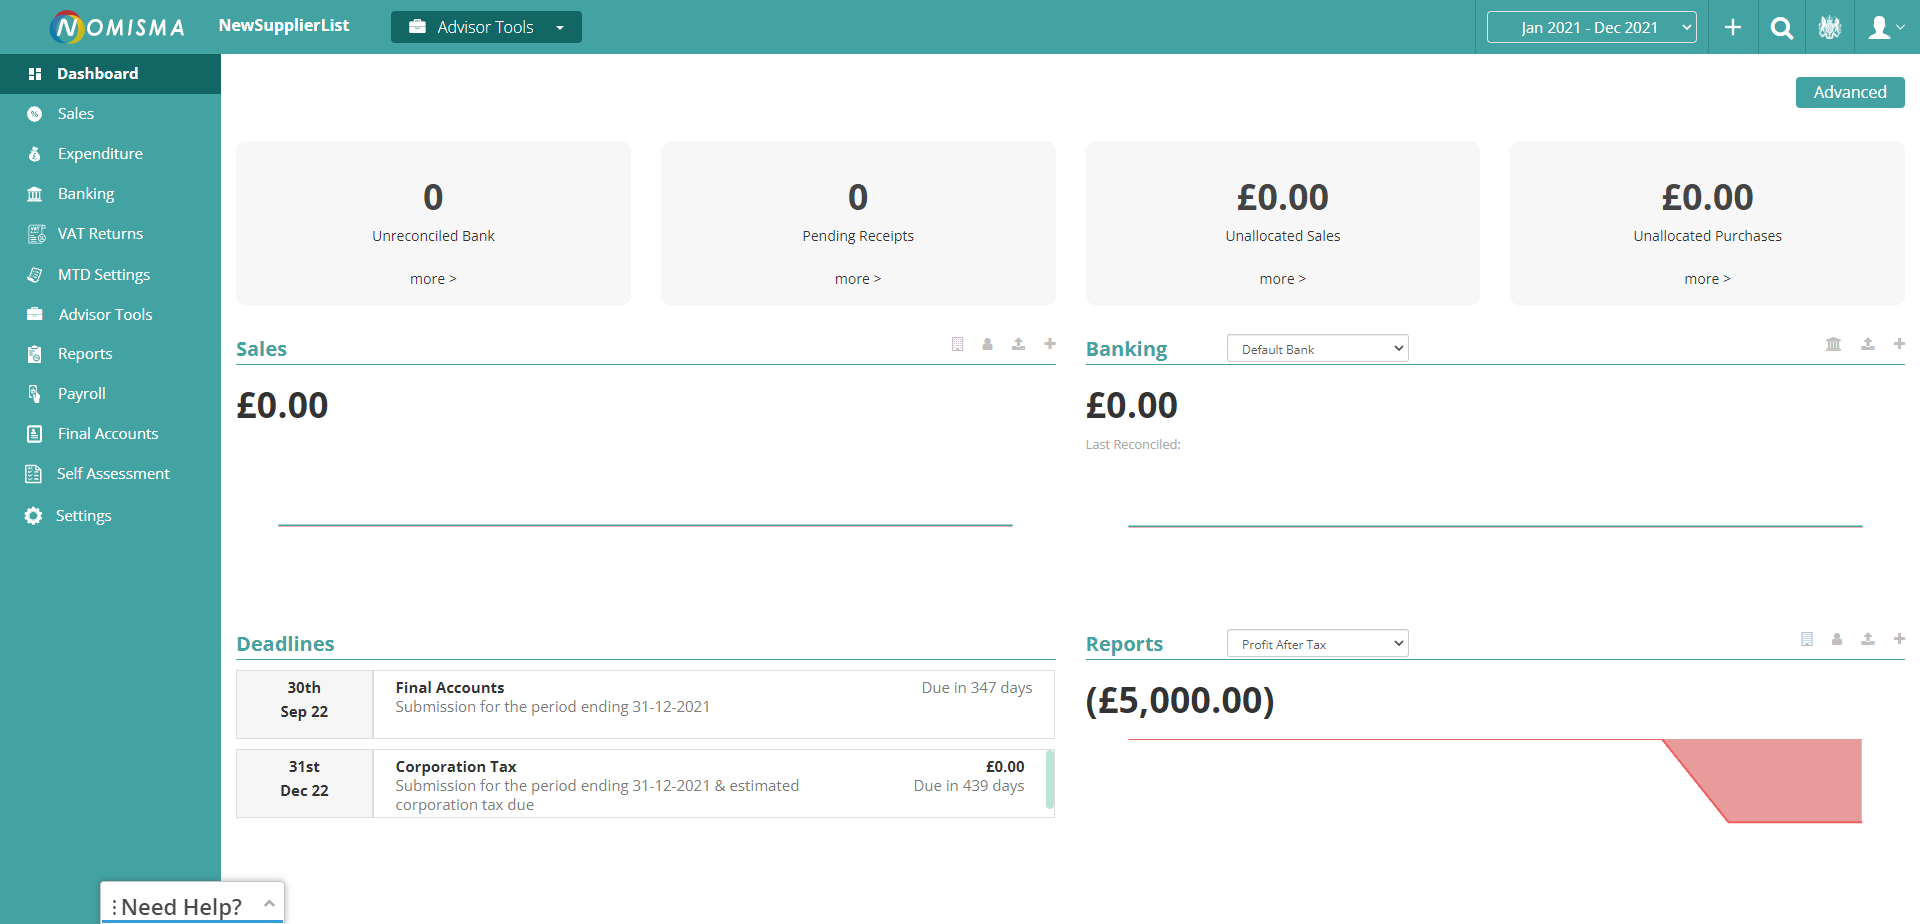 NOMISMA
NewSupplierList
Advisor Tools
Jan 2021 - Dec 2021
Dashboard
Sales
Expenditure
Banking
VAT Returns
MTD Settings
Advisor Tools
Reports
Payroll
Final Accounts
Self Assessment
Settings
Advanced
0
Unreconciled Bank
more >
0
Pending Receipts
more >
£0.00
Unallocated Sales
more >
£0.00
Unallocated Purchases
more >
Sales
£0.00
Banking
Default Bank
£0.00
Last Reconciled:
Deadlines
30th
Sep 22
Final Accounts
Due in 347 days
Submission for the period ending 31-12-2021
31st
Dec 22
Corporation Tax
£0.00
Submission for the period ending 31-12-2021 & estimated
Due in 439 days
corporation tax due
Reports
Profit After Tax
(£5,000.00)
Need Help?